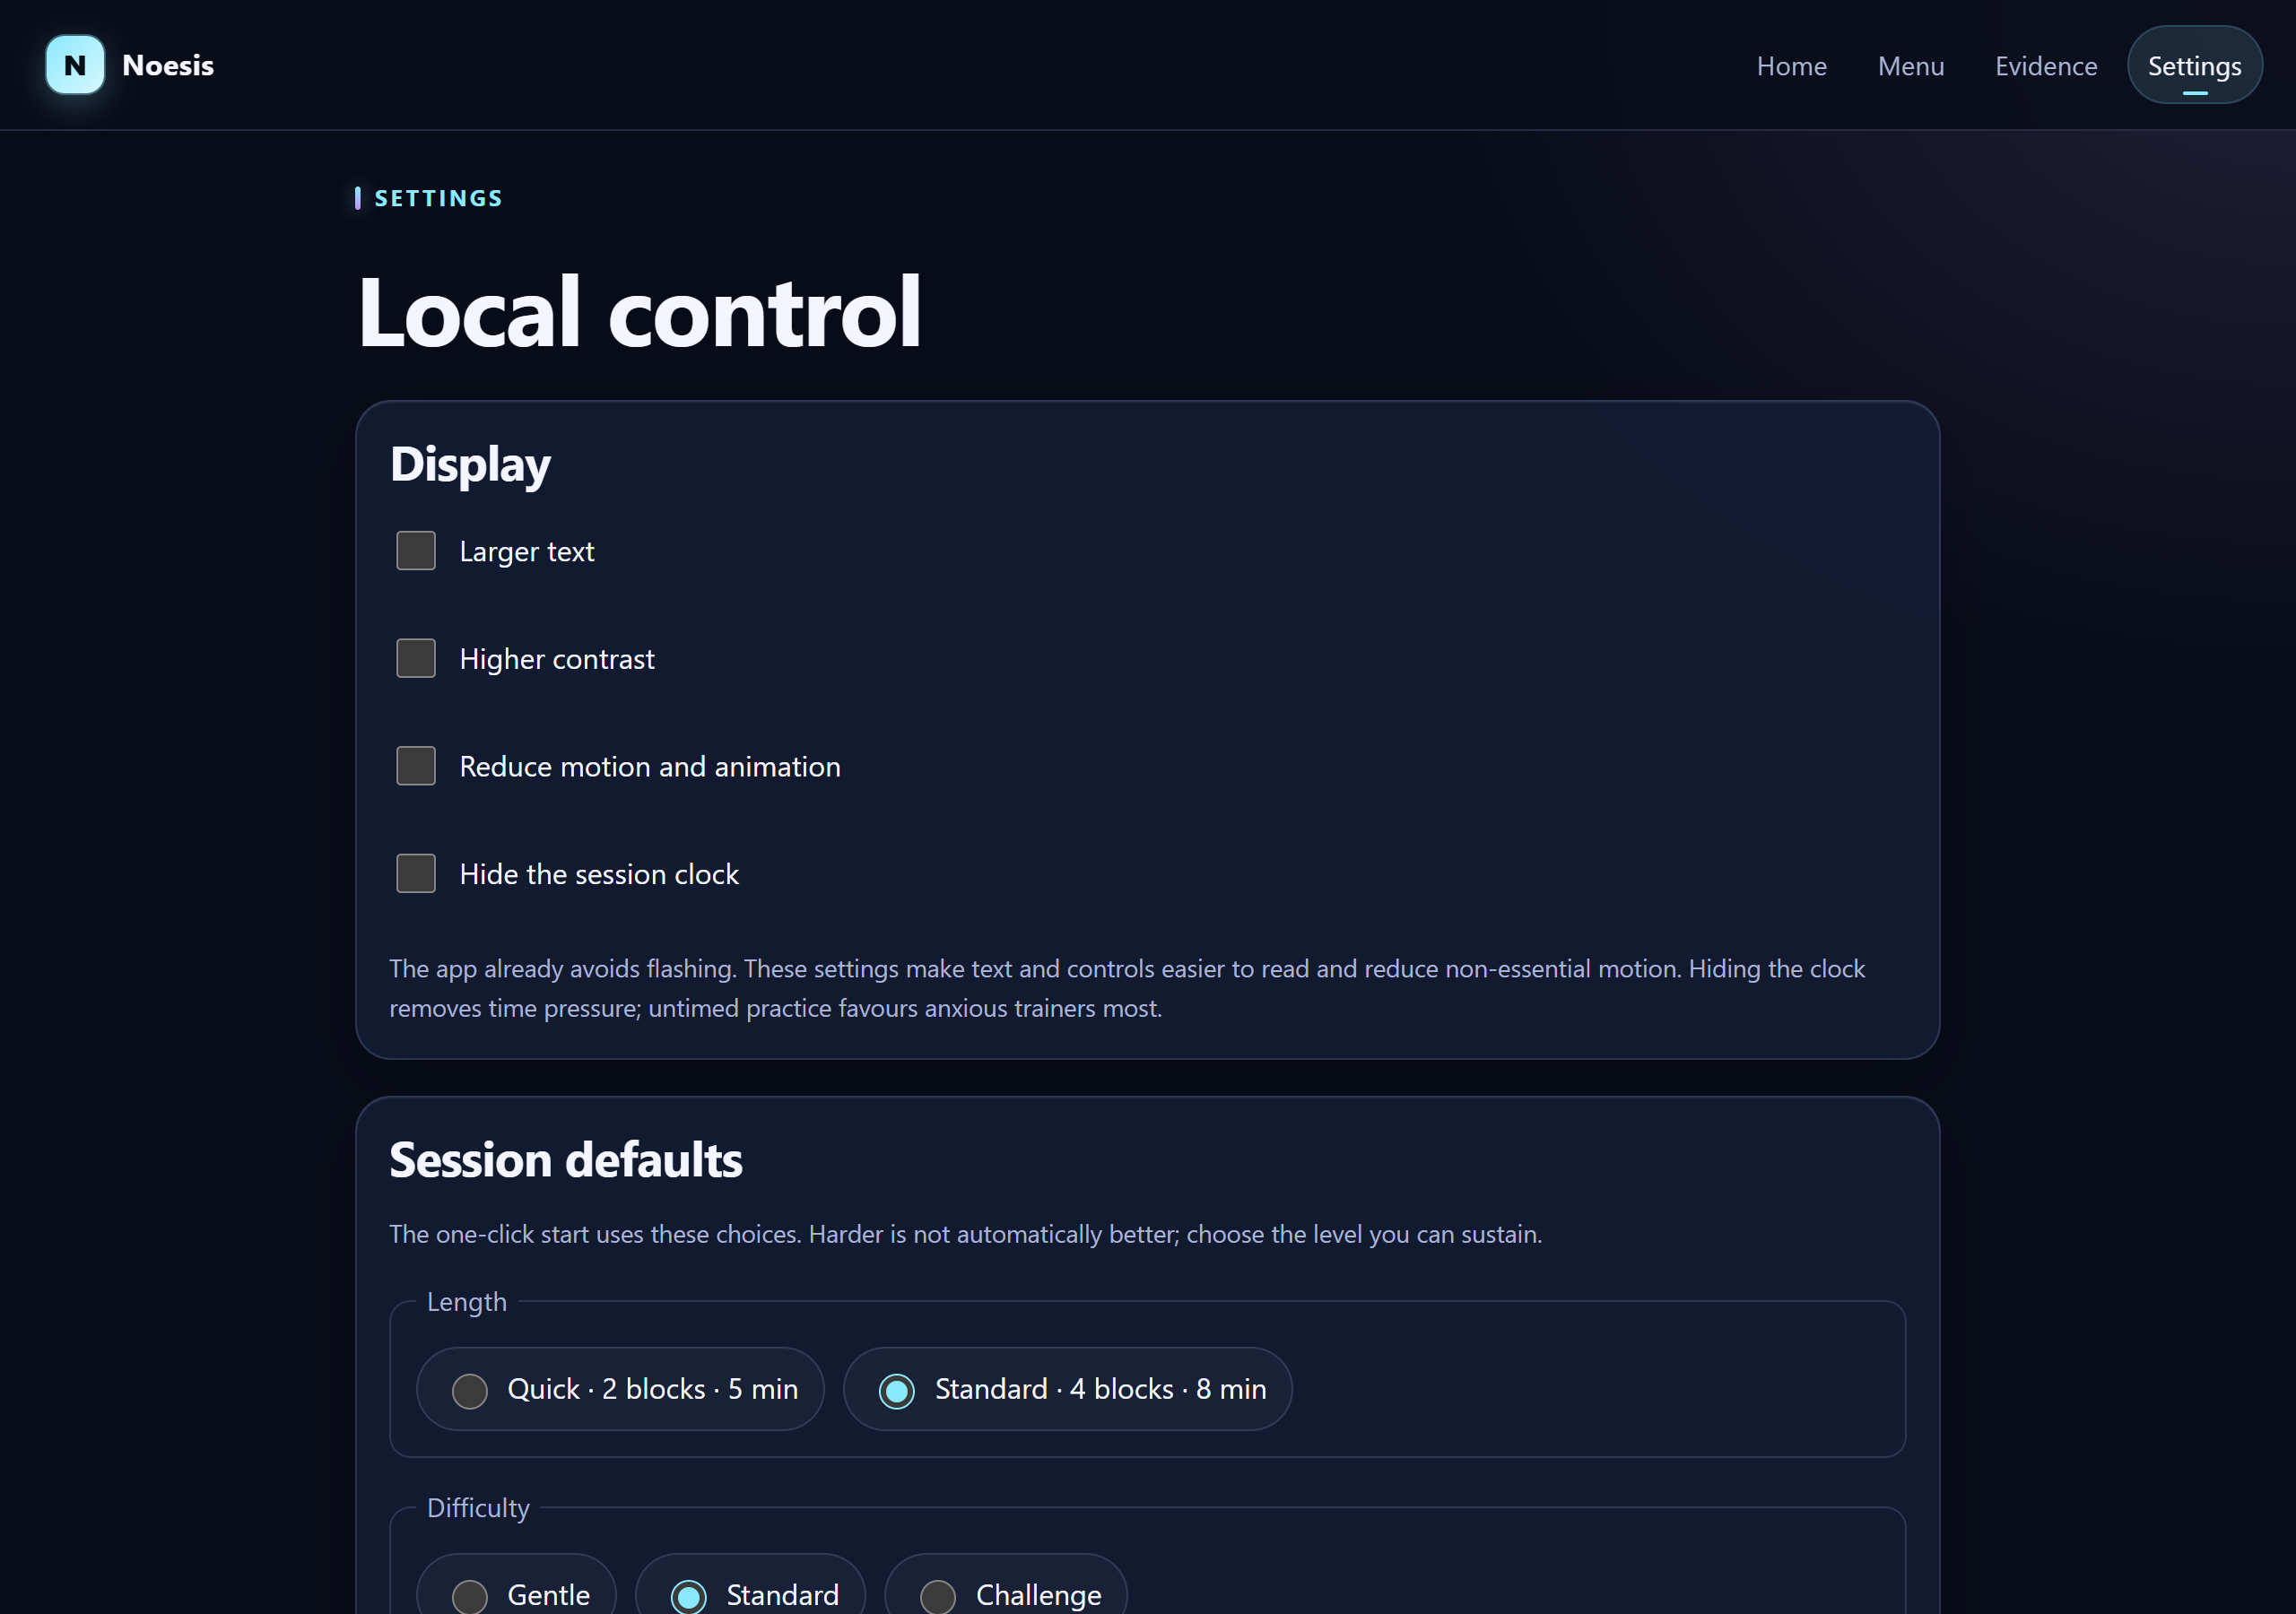 N Noesis
Home Menu Evidence Settings
SETTINGS
Local control
Display
Larger text
Higher contrast
Reduce motion and animation
Hide the session clock
The app already avoids flashing. These settings make text and controls easier to read and reduce non-essential motion. Hiding the clock
removes time pressure; untimed practice favours anxious trainers most.
Session defaults
The one-click start uses these choices. Harder is not automatically better; choose the level you can sustain.
Length
Quick · 2 blocks · 5 min Standard · 4 blocks · 8 min
Difficulty
Gentle Standard Challenge